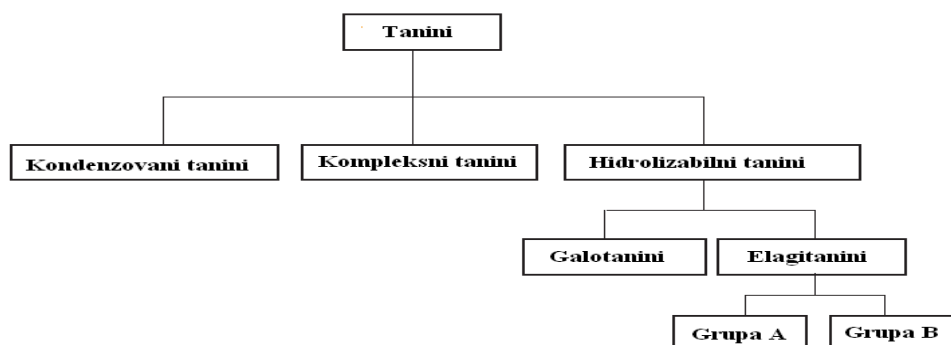 Tanini
Kondenzovani tanini
Kompleksni tanini
Hidrolizabilni tanini
Galotanini
Elagitanini
Grupa A
Grupa B